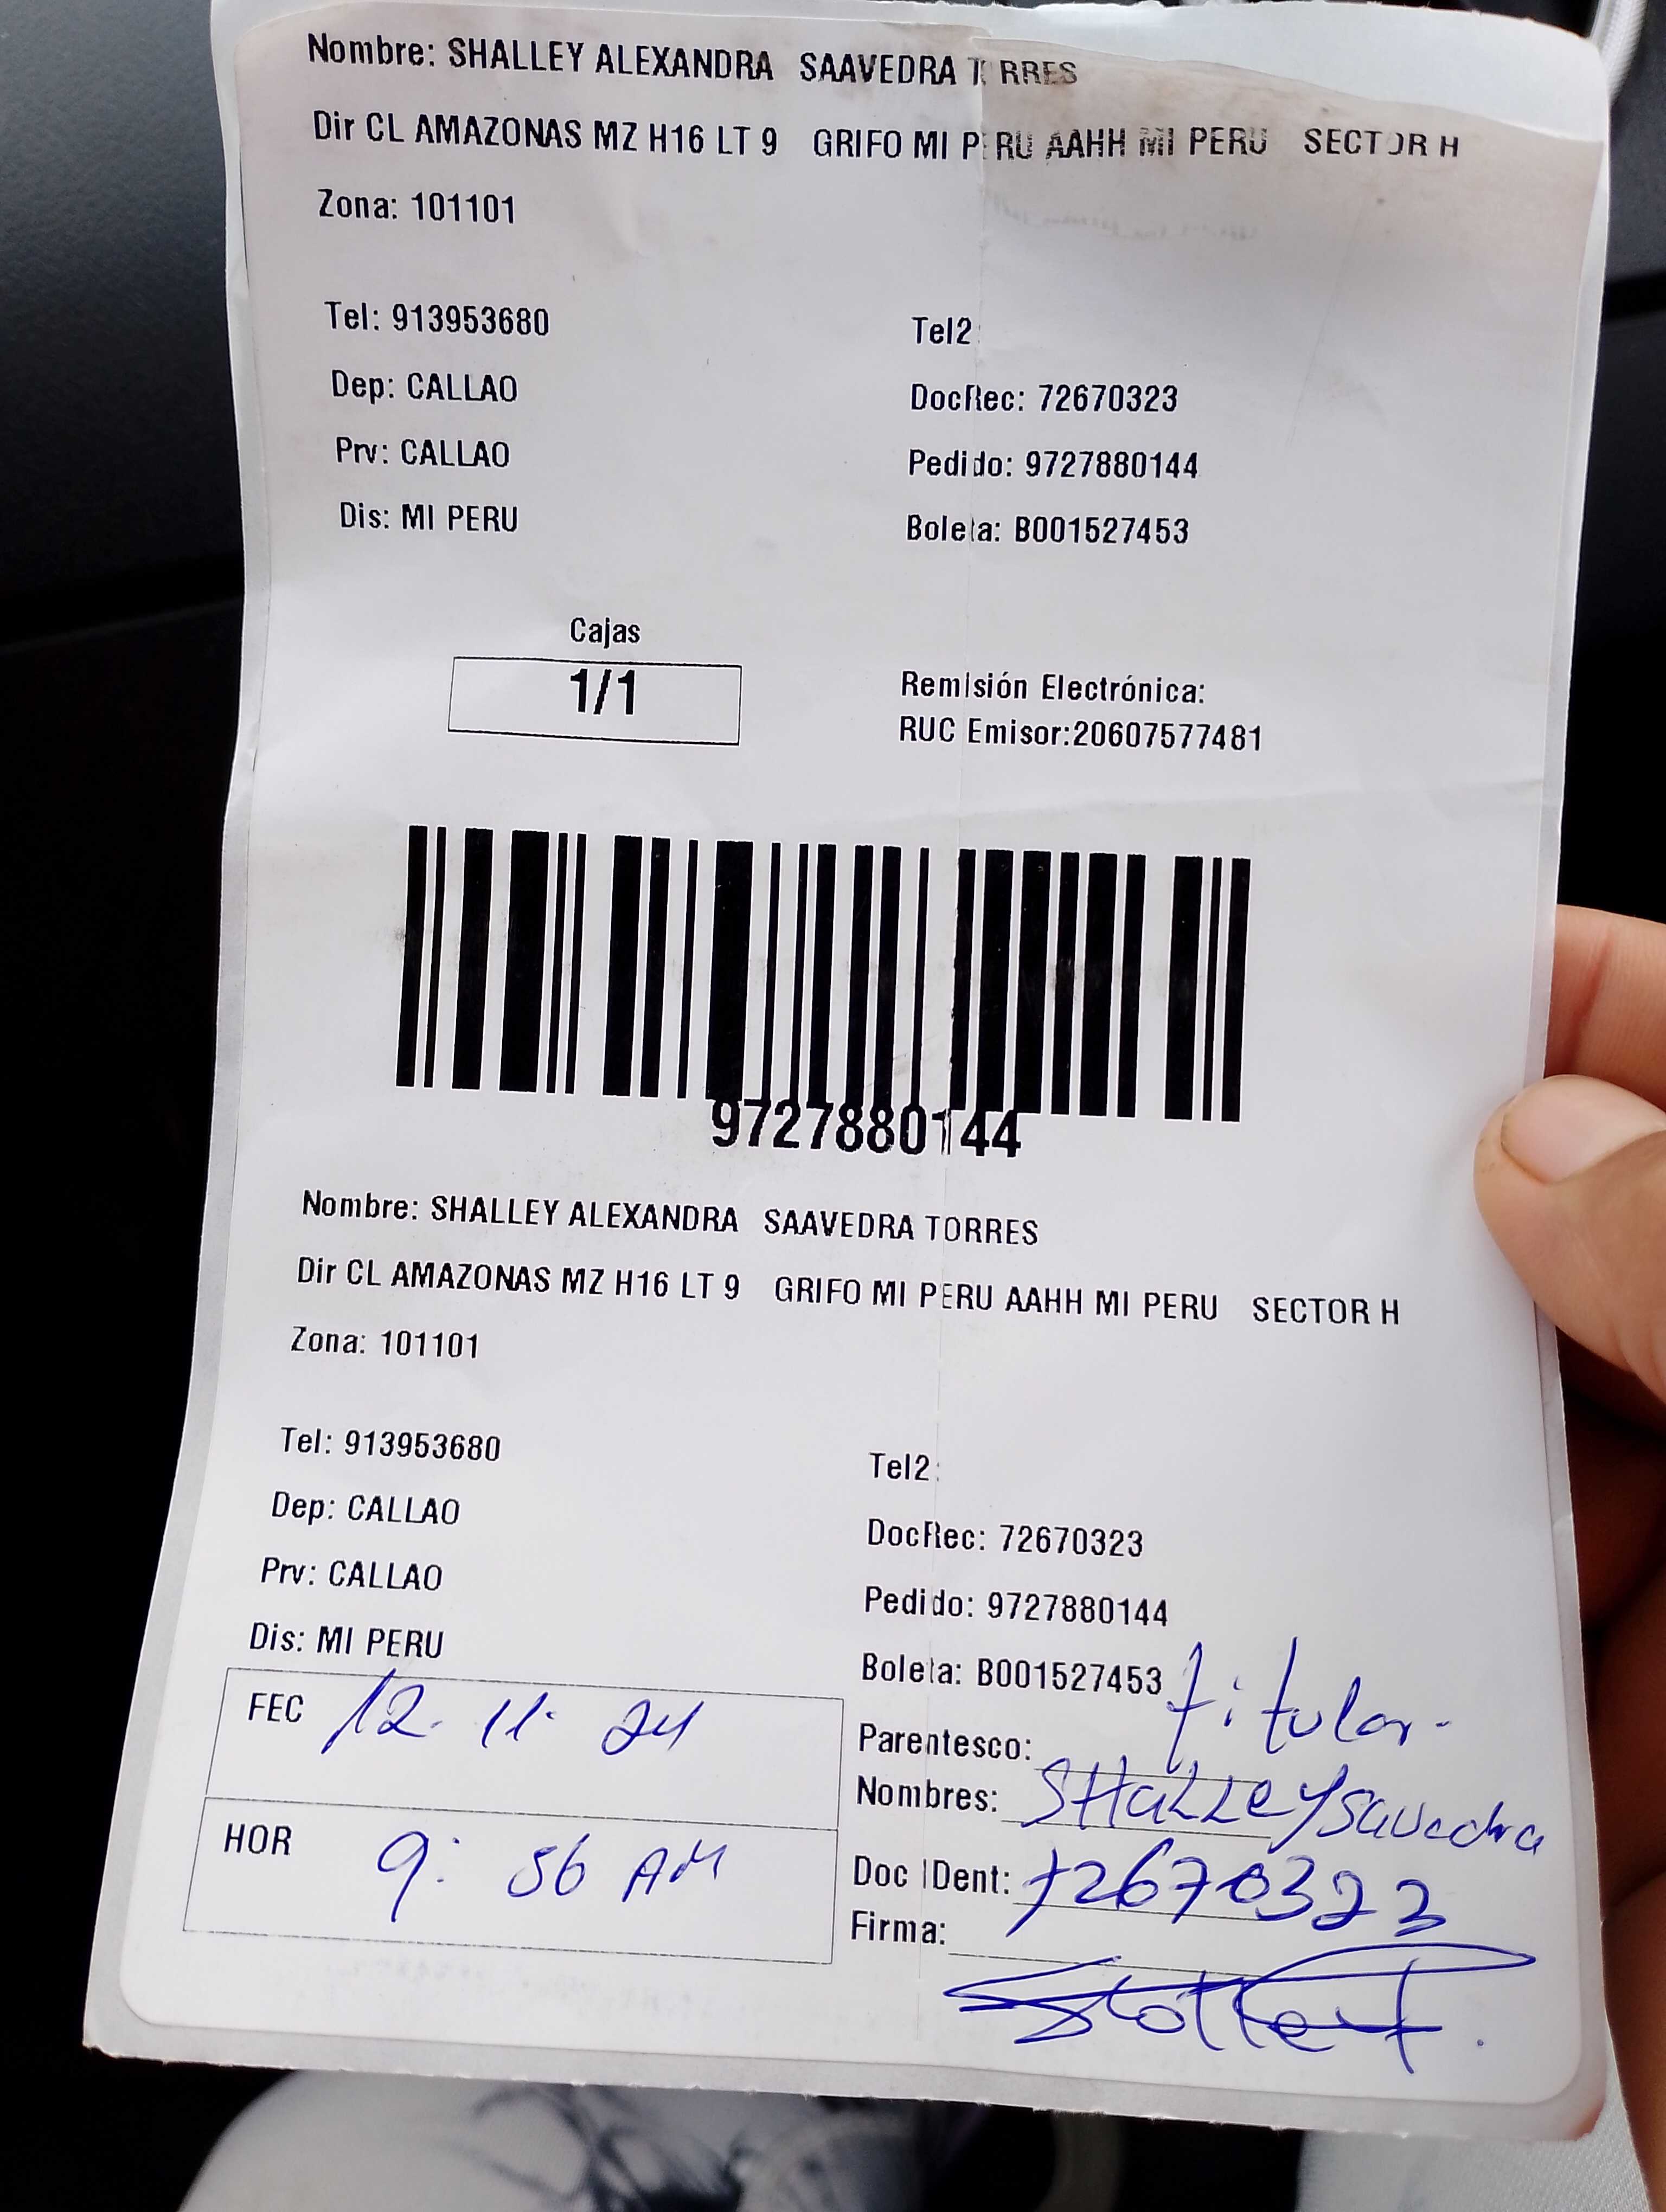 Nombre: SHALLEY ALEXANDRA SAAVEDRA T RRES
Dir CL AMAZONAS MZ H16 LT 9 GRIFO MI PERU AAHH MI PERU SECTOR H
Zona: 101101
Tel: 913953680 Tel2:
Dep: CALLAO DocRec: 72670323
Prv: CALLAO Pedido: 9727880144
Dis: MI PERU Boleta: B001527453
Cajas
1/1
Remisión Electrónica:
RUC Emisor:20607577481
9727880144
Nombre: SHALLEY ALEXANDRA SAAVEDRA TORRES
Dir CL AMAZONAS MZ H16 LT 9 GRIFO MI PERU AAHH MI PERU SECTOR H
Zona: 101101
Tel: 913953680 Tel2:
Dep: CALLAO DocRec: 72670323
Prv: CALLAO Pedido: 9727880144
Dis: MI PERU Boleta: B001527453
FEC 12. 11. 24 Parentesco: titular.
Nombres: SHALLEY Saavedra
HOR 9: 56 AM Doc IDent: 72670323
Firma: